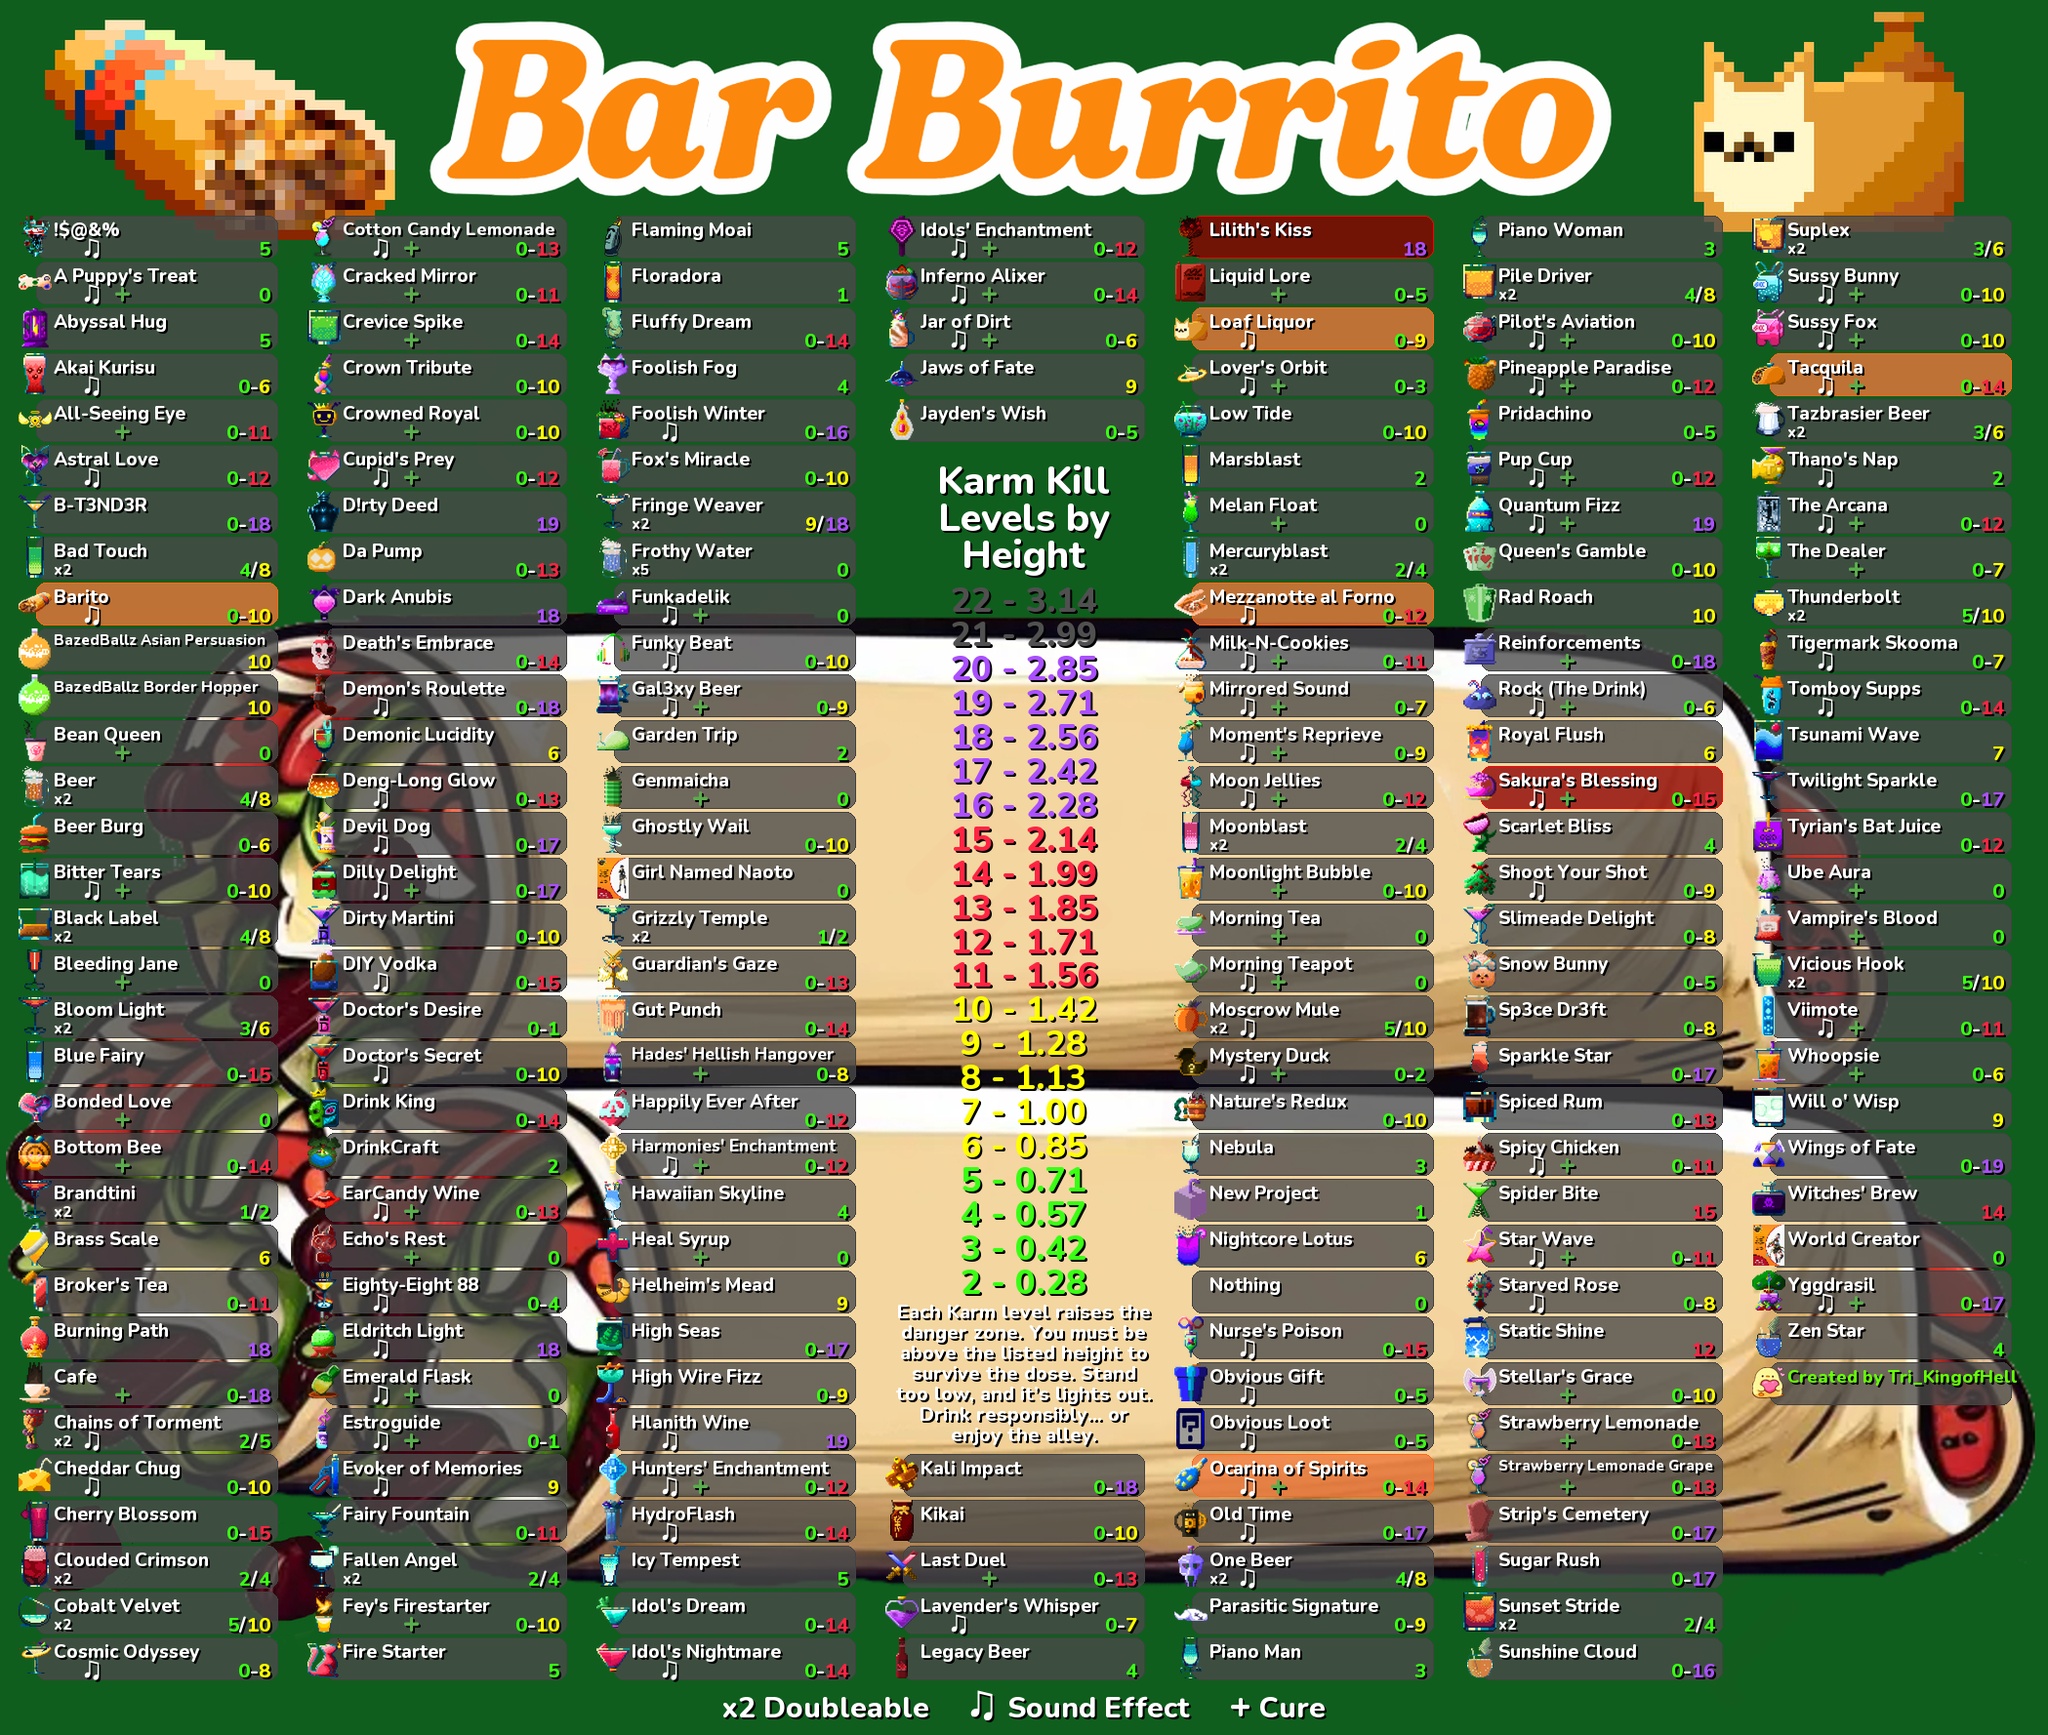 Bar Burrito
!$@&%
♫ 5
A Puppy's Treat
♫ + 0
Abyssal Hug
5
Akai Kurisu
♫ 0-6
All-Seeing Eye
+ 0-11
Astral Love
♫ 0-12
B-T3ND3R
0-18
Bad Touch
x2 4/8
Barito
♫ 0-10
BazedBallz Asian Persuasion
10
BazedBallz Border Hopper
10
Bean Queen
+ 0
Beer
x2 4/8
Beer Burg
0-6
Bitter Tears
♫ + 0-10
Black Label
x2 4/8
Bleeding Jane
+ 0
Bloom Light
x2 3/6
Blue Fairy
0-15
Bonded Love
+ 0
Bottom Bee
+ 0-14
Brandtini
x2 1/2
Brass Scale
6
Broker's Tea
0-11
Burning Path
18
Cafe
+ 0-18
Chains of Torment
x2 ♫ 2/5
Cheddar Chug
0-10
Cherry Blossom
0-15
Clouded Crimson
x2 2/4
Cobalt Velvet
x2 5/10
Cosmic Odyssey
♫ 0-8
Cotton Candy Lemonade
♫ + 0-13
Cracked Mirror
+ 0-11
Crevice Spike
+ 0-14
Crown Tribute
0-10
Crowned Royal
+ 0-10
Cupid's Prey
♫ + 0-12
D!rty Deed
19
Da Pump
0-13
Dark Anubis
18
Death's Embrace
0-14
Demon's Roulette
♫ 0-18
Demonic Lucidity
6
Deng-Long Glow
♫ 0-13
Devil Dog
♫ 0-17
Dilly Delight
♫ + 0-17
Dirty Martini
0-10
DIY Vodka
♫ 0-15
Doctor's Desire
0-1
Doctor's Secret
♫ 0-10
Drink King
0-14
DrinkCraft
2
EarCandy Wine
♫ + 0-13
Echo's Rest
+ 0
Eighty-Eight 88
♫ 0-4
Eldritch Light
♫ 18
Emerald Flask
♫ + 0
Estroguide
♫ + 0-1
Evoker of Memories
♫ 9
Fairy Fountain
0-11
Fallen Angel
x2 2/4
Fey's Firestarter
+ 0-10
Fire Starter
5
Flaming Moai
5
Floradora
1
Fluffy Dream
0-14
Foolish Fog
4
Foolish Winter
♫ 0-16
Fox's Miracle
0-10
Fringe Weaver
x2 9/18
Frothy Water
x5 0
Funkadelik
♫ + 0
Funky Beat
♫ 0-10
Gal3xy Beer
♫ + 0-9
Garden Trip
2
Genmaicha
+ 0
Ghostly Wail
0-10
Girl Named Naoto
0
Grizzly Temple
x2 1/2
Guardian's Gaze
0-13
Gut Punch
0-14
Hades' Hellish Hangover
+ 0-8
Happily Ever After
0-12
Harmonies' Enchantment
♫ + 0-12
Hawaiian Skyline
4
Heal Syrup
+ 0
Helheim's Mead
9
High Seas
0-17
High Wire Fizz
0-9
Hlanith Wine
♫ 19
Hunters' Enchantment
♫ + 0-12
HydroFlash
♫ 0-14
Icy Tempest
5
Idol's Dream
0-14
Idol's Nightmare
♫ 0-14
Idols' Enchantment
♫ + 0-12
Inferno Alixer
♫ + 0-14
Jar of Dirt
♫ + 0-6
Jaws of Fate
9
Jayden's Wish
0-5
Karm Kill
Levels by
Height
22 - 3.14
21 - 2.99
20 - 2.85
19 - 2.71
18 - 2.56
17 - 2.42
16 - 2.28
15 - 2.14
14 - 1.99
13 - 1.85
12 - 1.71
11 - 1.56
10 - 1.42
9 - 1.28
8 - 1.13
7 - 1.00
6 - 0.85
5 - 0.71
4 - 0.57
3 - 0.42
2 - 0.28
Each Karm level raises the
danger zone. You must be
above the listed height to
survive the dose. Stand
too low, and it's lights out.
Drink responsibly... or
enjoy the alley.
Kali Impact
0-18
Kikai
0-10
Last Duel
+ 0-13
Lavender's Whisper
♫ 0-7
Legacy Beer
4
Lilith's Kiss
18
Liquid Lore
+ 0-5
Loaf Liquor
♫ 0-9
Lover's Orbit
♫ + 0-3
Low Tide
0-10
Marsblast
2
Melan Float
+ 0
Mercuryblast
x2 2/4
Mezzanotte al Forno
♫ 0-12
Milk-N-Cookies
♫ + 0-11
Mirrored Sound
♫ + 0-7
Moment's Reprieve
♫ + 0-9
Moon Jellies
♫ + 0-12
Moonblast
x2 2/4
Moonlight Bubble
+ 0-10
Morning Tea
+ 0
Morning Teapot
♫ + 0
Moscrow Mule
x2 ♫ 5/10
Mystery Duck
♫ + 0-2
Nature's Redux
0-10
Nebula
3
New Project
1
Nightcore Lotus
6
Nothing
0
Nurse's Poison
♫ 0-15
Obvious Gift
♫ 0-5
Obvious Loot
♫ 0-5
Ocarina of Spirits
♫ + 0-14
Old Time
♫ 0-17
One Beer
x2 ♫ 4/8
Parasitic Signature
0-9
Piano Man
3
Piano Woman
3
Pile Driver
x2 4/8
Pilot's Aviation
♫ + 0-10
Pineapple Paradise
♫ + 0-12
Pridachino
0-5
Pup Cup
♫ + 0-12
Quantum Fizz
♫ + 19
Queen's Gamble
0-10
Rad Roach
10
Reinforcements
+ 0-18
Rock (The Drink)
♫ + 0-6
Royal Flush
6
Sakura's Blessing
♫ + 0-15
Scarlet Bliss
4
Shoot Your Shot
♫ 0-9
Slimeade Delight
0-8
Snow Bunny
0-5
Sp3ce Dr3ft
0-8
Sparkle Star
0-17
Spiced Rum
0-13
Spicy Chicken
♫ + 0-11
Spider Bite
15
Star Wave
♫ + 0-11
Starved Rose
♫ 0-8
Static Shine
12
Stellar's Grace
+ 0-10
Strawberry Lemonade
+ 0-13
Strawberry Lemonade Grape
+ 0-13
Strip's Cemetery
0-17
Sugar Rush
0-17
Sunset Stride
x2 2/4
Sunshine Cloud
0-16
Suplex
x2 3/6
Sussy Bunny
♫ + 0-10
Sussy Fox
♫ + 0-10
Tacquila
♫ + 0-14
Tazbrasier Beer
x2 3/6
Thano's Nap
♫ 2
The Arcana
♫ + 0-12
The Dealer
+ 0-7
Thunderbolt
x2 5/10
Tigermark Skooma
♫ 0-7
Tomboy Supps
♫ 0-14
Tsunami Wave
7
Twilight Sparkle
0-17
Tyrian's Bat Juice
0-12
Ube Aura
+ 0
Vampire's Blood
+ 0
Vicious Hook
x2 5/10
Viimote
♫ + 0-11
Whoopsie
+ 0-6
Will o' Wisp
9
Wings of Fate
0-19
Witches' Brew
14
World Creator
0
Yggdrasil
♫ + 0-17
Zen Star
4
Created by Tri_KingofHell
x2 Doubleable ♫ Sound Effect + Cure